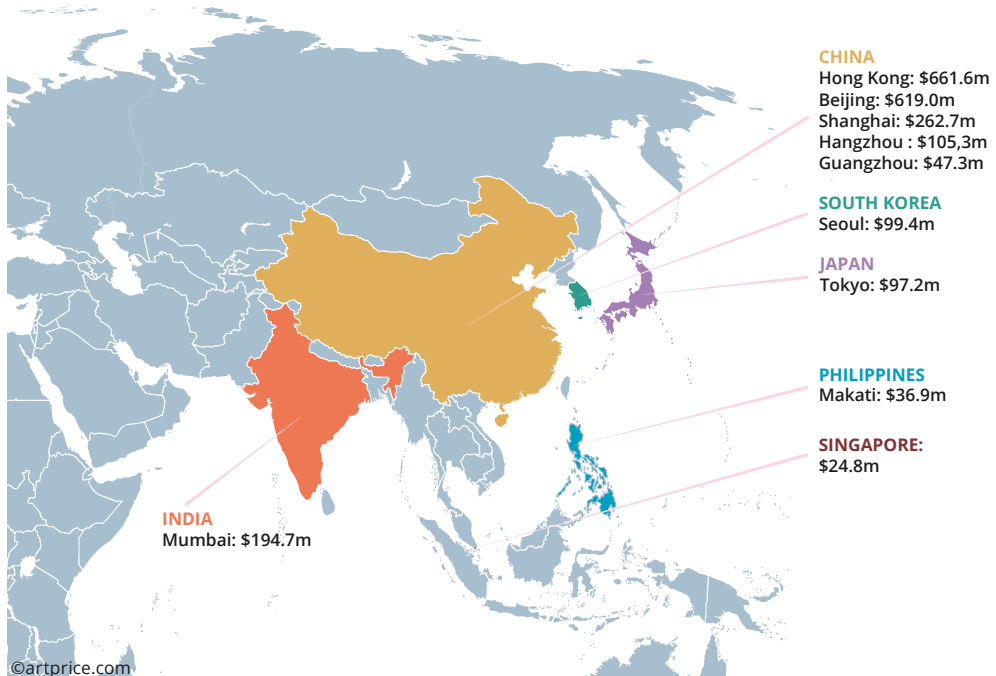 CHINA
Hong Kong: $661.6m
Beijing: $619.0m
Shanghai: $262.7m
Hangzhou : $105,3m
Guangzhou: $47.3m
SOUTH KOREA
Seoul: $99.4m
JAPAN
Tokyo: $97.2m
PHILIPPINES
Makati: $36.9m
SINGAPORE:
$24.8m
INDIA
Mumbai: $194.7m
©artprice.com